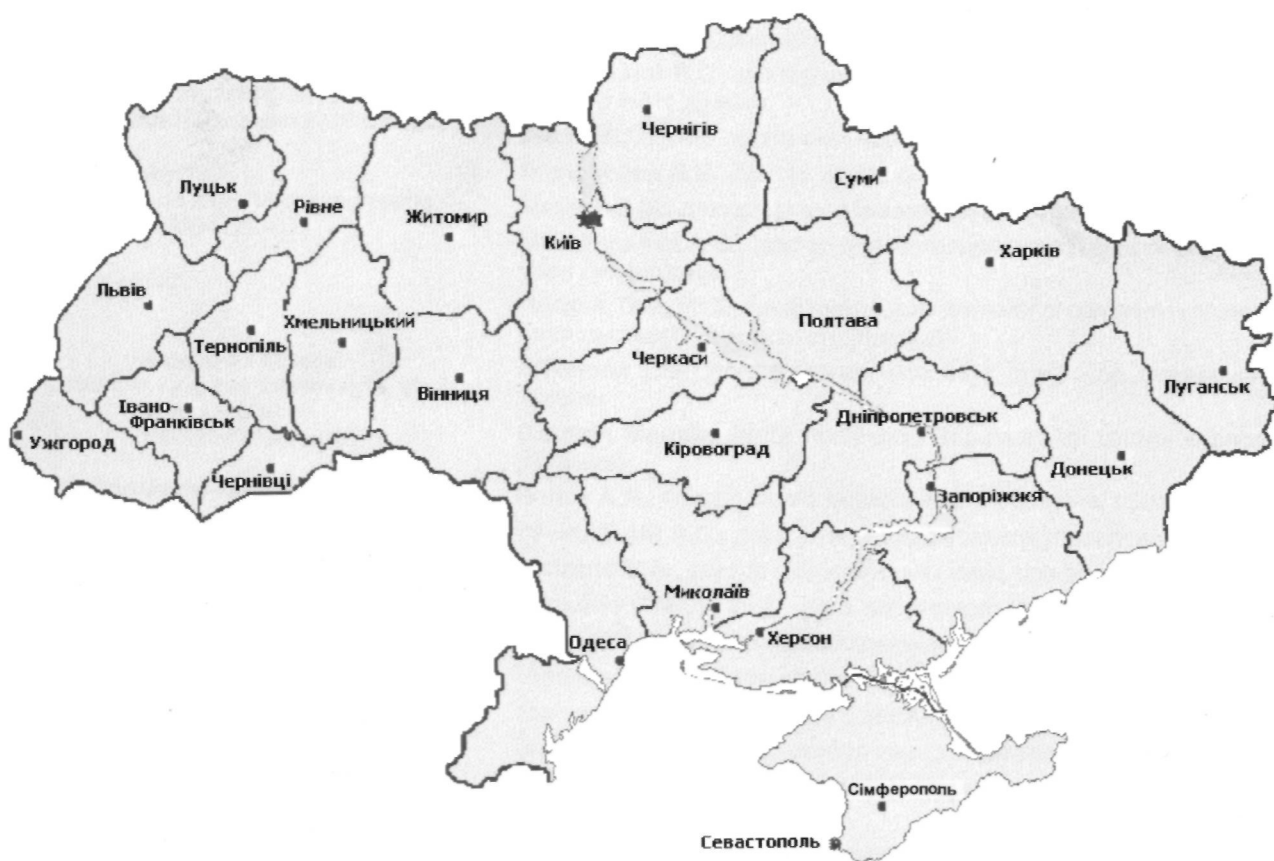 Чернігів
Суми
Луцьк
Рівне
Житомир
Київ
Харків
Львів
Хмельницький
Тернопіль
Полтава
Черкаси
Вінниця
Луганськ
Івано-
Франківськ
Ужгород
Дніпропетровськ
Кіровоград
Донецьк
Чернівці
Запоріжжя
Миколаїв
Одеса
Херсон
Сімферополь
Севастополь